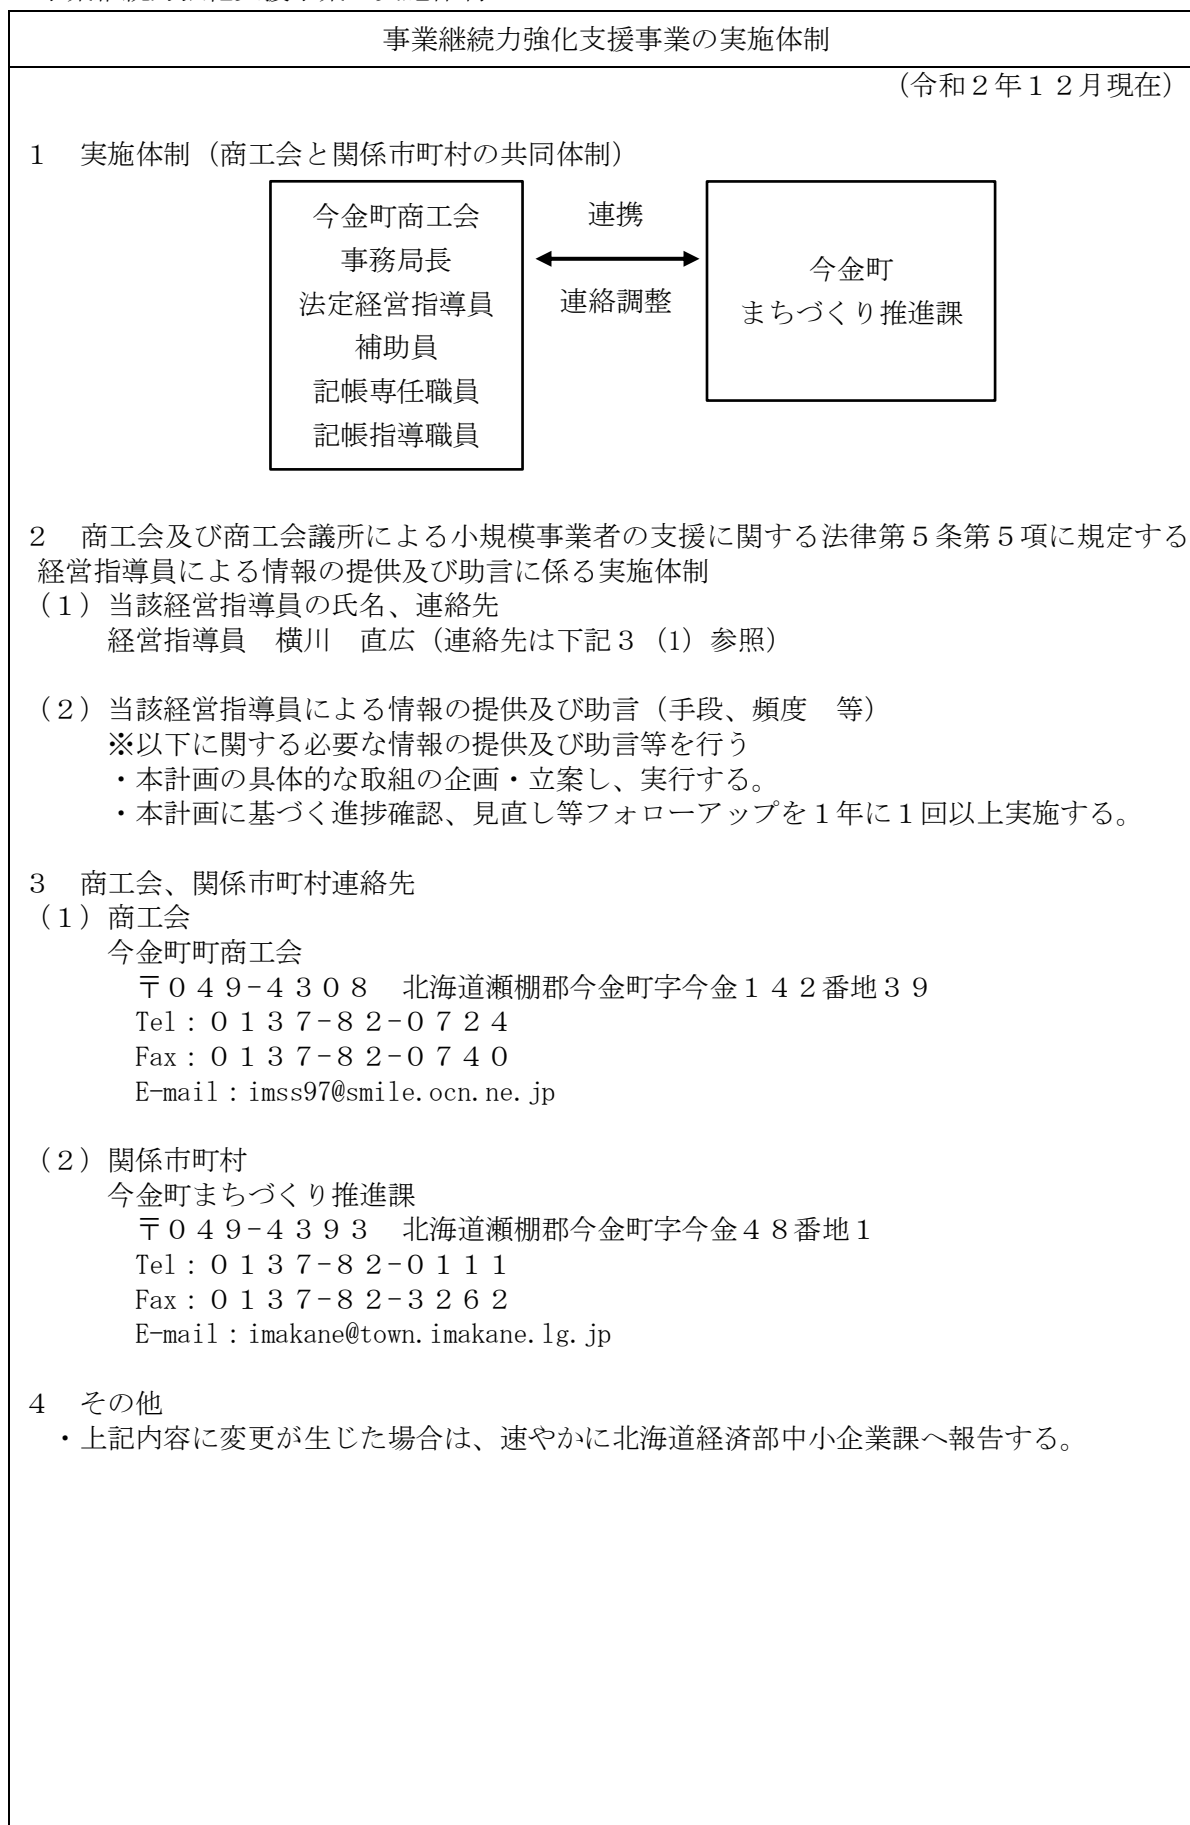 事業継続力強化支援事業の実施体制
（令和２年１２月現在）
１　実施体制（商工会と関係市町村の共同体制）
今金町商工会
事務局長
法定経営指導員
補助員
記帳専任職員
記帳指導職員
連携
連絡調整
今金町
まちづくり推進課
２　商工会及び商工会議所による小規模事業者の支援に関する法律第５条第５項に規定する
経営指導員による情報の提供及び助言に係る実施体制
（１）当該経営指導員の氏名、連絡先
経営指導員　横川　直広（連絡先は下記３（1）参照）
（２）当該経営指導員による情報の提供及び助言（手段、頻度　等）
※以下に関する必要な情報の提供及び助言等を行う
・本計画の具体的な取組の企画・立案し、実行する。
・本計画に基づく進捗確認、見直し等フォローアップを１年に１回以上実施する。
３　商工会、関係市町村連絡先
（１）商工会
今金町町商工会
〒０４９-４３０８　北海道瀬棚郡今金町字今金１４２番地３９
Tel：０１３７-８２-０７２４
Fax：０１３７-８２-０７４０
E-mail：imss97@smile.ocn.ne.jp
（２）関係市町村
今金町まちづくり推進課
〒０４９-４３９３　北海道瀬棚郡今金町字今金４８番地１
Tel：０１３７-８２-０１１１
Fax：０１３７-８２-３２６２
E-mail：imakane@town.imakane.lg.jp
４　その他
・上記内容に変更が生じた場合は、速やかに北海道経済部中小企業課へ報告する。